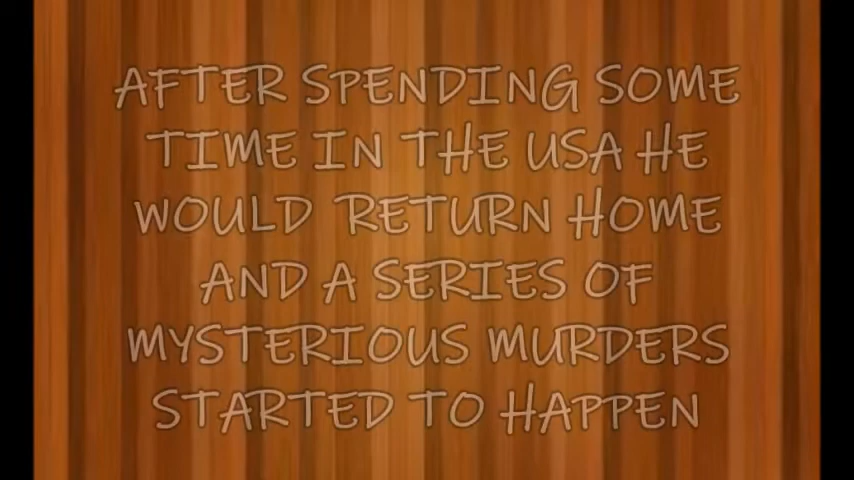 AFTER SPENDING SOME
TIME IN THE USA HE
WOULD RETURN HOME
AND A SERIES OF
MYSTERIOUS MURDERS
STARTED TO HAPPEN